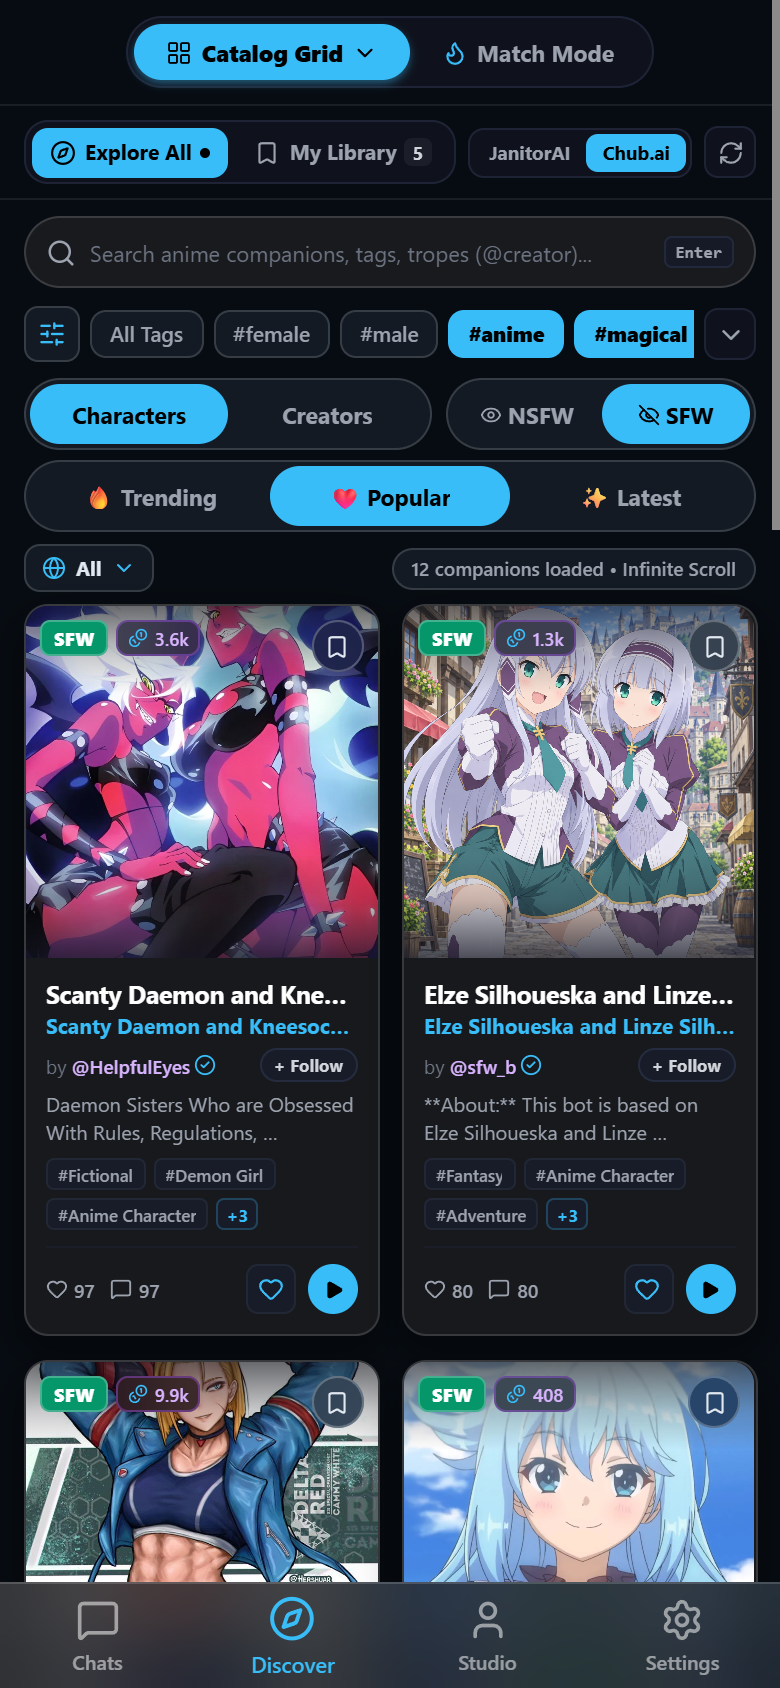 Catalog Grid
Match Mode
Explore All •
My Library 5
JanitorAI
Chub.ai
Search anime companions, tags, tropes (@creator)...
Enter
All Tags
#female
#male
#anime
#magical
Characters
Creators
NSFW
SFW
🔥 Trending
❤️ Popular
✨ Latest
All
12 companions loaded • Infinite Scroll
SFW
3.6k
Scanty Daemon and Kne...
Scanty Daemon and Kneesoc...
by @HelpfulEyes
+ Follow
Daemon Sisters Who are Obsessed
With Rules, Regulations, ...
#Fictional
#Demon Girl
#Anime Character
+3
97
97
SFW
1.3k
Elze Silhoueska and Linze...
Elze Silhoueska and Linze Silh...
by @sfw_b
+ Follow
**About:** This bot is based on
Elze Silhoueska and Linze ...
#Fantasy
#Anime Character
#Adventure
+3
80
80
SFW
9.9k
DELTA
RED
CAMMY WHITE
@HERSHUAR
SFW
408
Chats
Discover
Studio
Settings